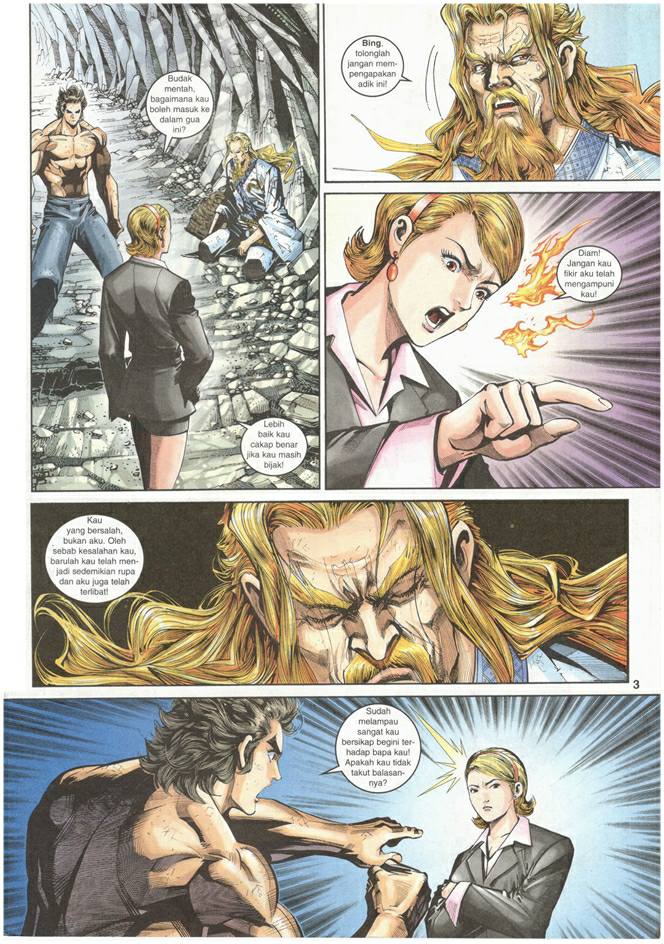 Budak
mentah,
bagaimana kau
boleh masuk ke
dalam gua
ini?
Lebih
baik kau
cakap benar
jika kau masih
bijak!
Bing,
tolonglah
jangan mem-
pengapakan
adik ini!
Diam!
Jangan kau
fikir aku telah
mengampuni
kau!
Kau
yang bersalah,
bukan aku. Oleh
sebab kesalahan kau,
barulah kau telah men-
jadi sedemikian rupa
dan aku juga telah
terlibat!
3
Sudah
melampau
sangat kau
bersikap begini ter-
hadap bapa kau!
Apakah kau tidak
takut balasan-
nya?